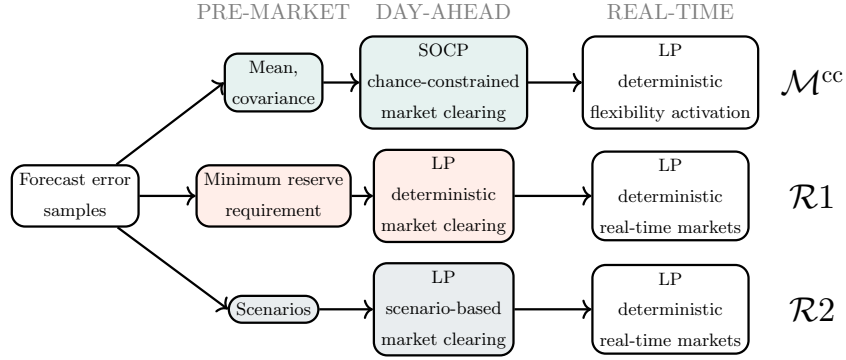 PRE-MARKET DAY-AHEAD REAL-TIME
Mean,
covariance
SOCP
chance-constrained
market clearing
LP
deterministic
flexibility activation
ℳᶜᶜ
Forecast error
samples
Minimum reserve
requirement
LP
deterministic
market clearing
LP
deterministic
real-time markets
ℛ1
Scenarios
LP
scenario-based
market clearing
LP
deterministic
real-time markets
ℛ2